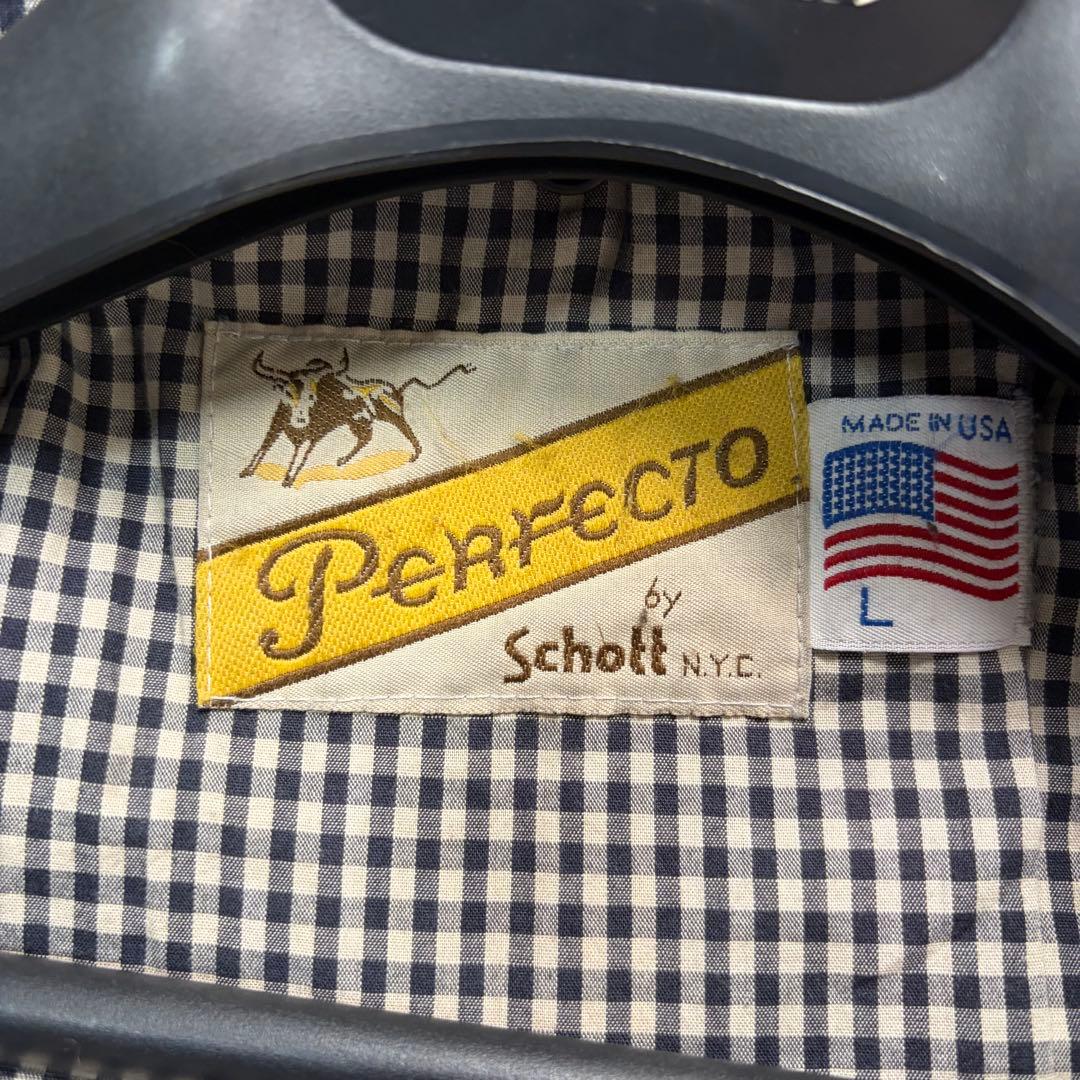 PERFECTO
by
Schott N.Y.C.
MADE IN USA
L